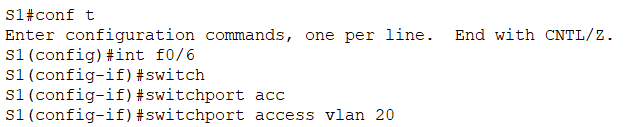 S1#conf t
Enter configuration commands, one per line.  End with CNTL/Z.
S1(config)#int f0/6
S1(config-if)#switch
S1(config-if)#switchport acc
S1(config-if)#switchport access vlan 20